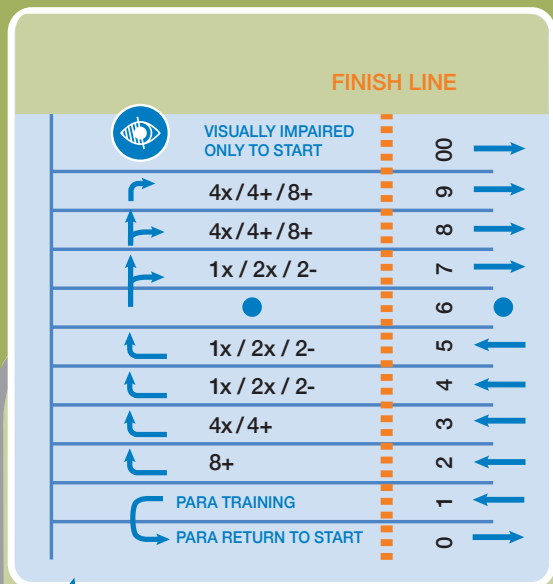 FINISH LINE
VISUALLY IMPAIRED
ONLY TO START
00
4x/4+/8+
9
4x/4+/8+
8
1x / 2x / 2-
7
6
1x / 2x / 2-
5
1x / 2x / 2-
4
4x/4+
3
8+
2
PARA TRAINING
1
PARA RETURN TO START
0